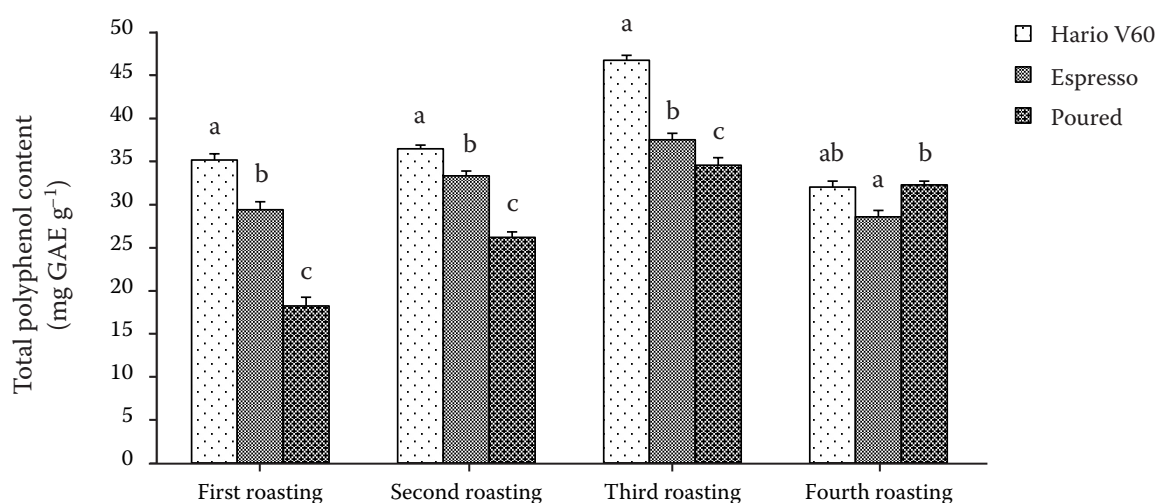 Total polyphenol content
(mg GAE g⁻¹)
50
45
40
35
30
25
20
15
10
5
0
a
b
c
a
b
c
a
b
c
ab
a
b
First roasting
Second roasting
Third roasting
Fourth roasting
Hario V60
Espresso
Poured